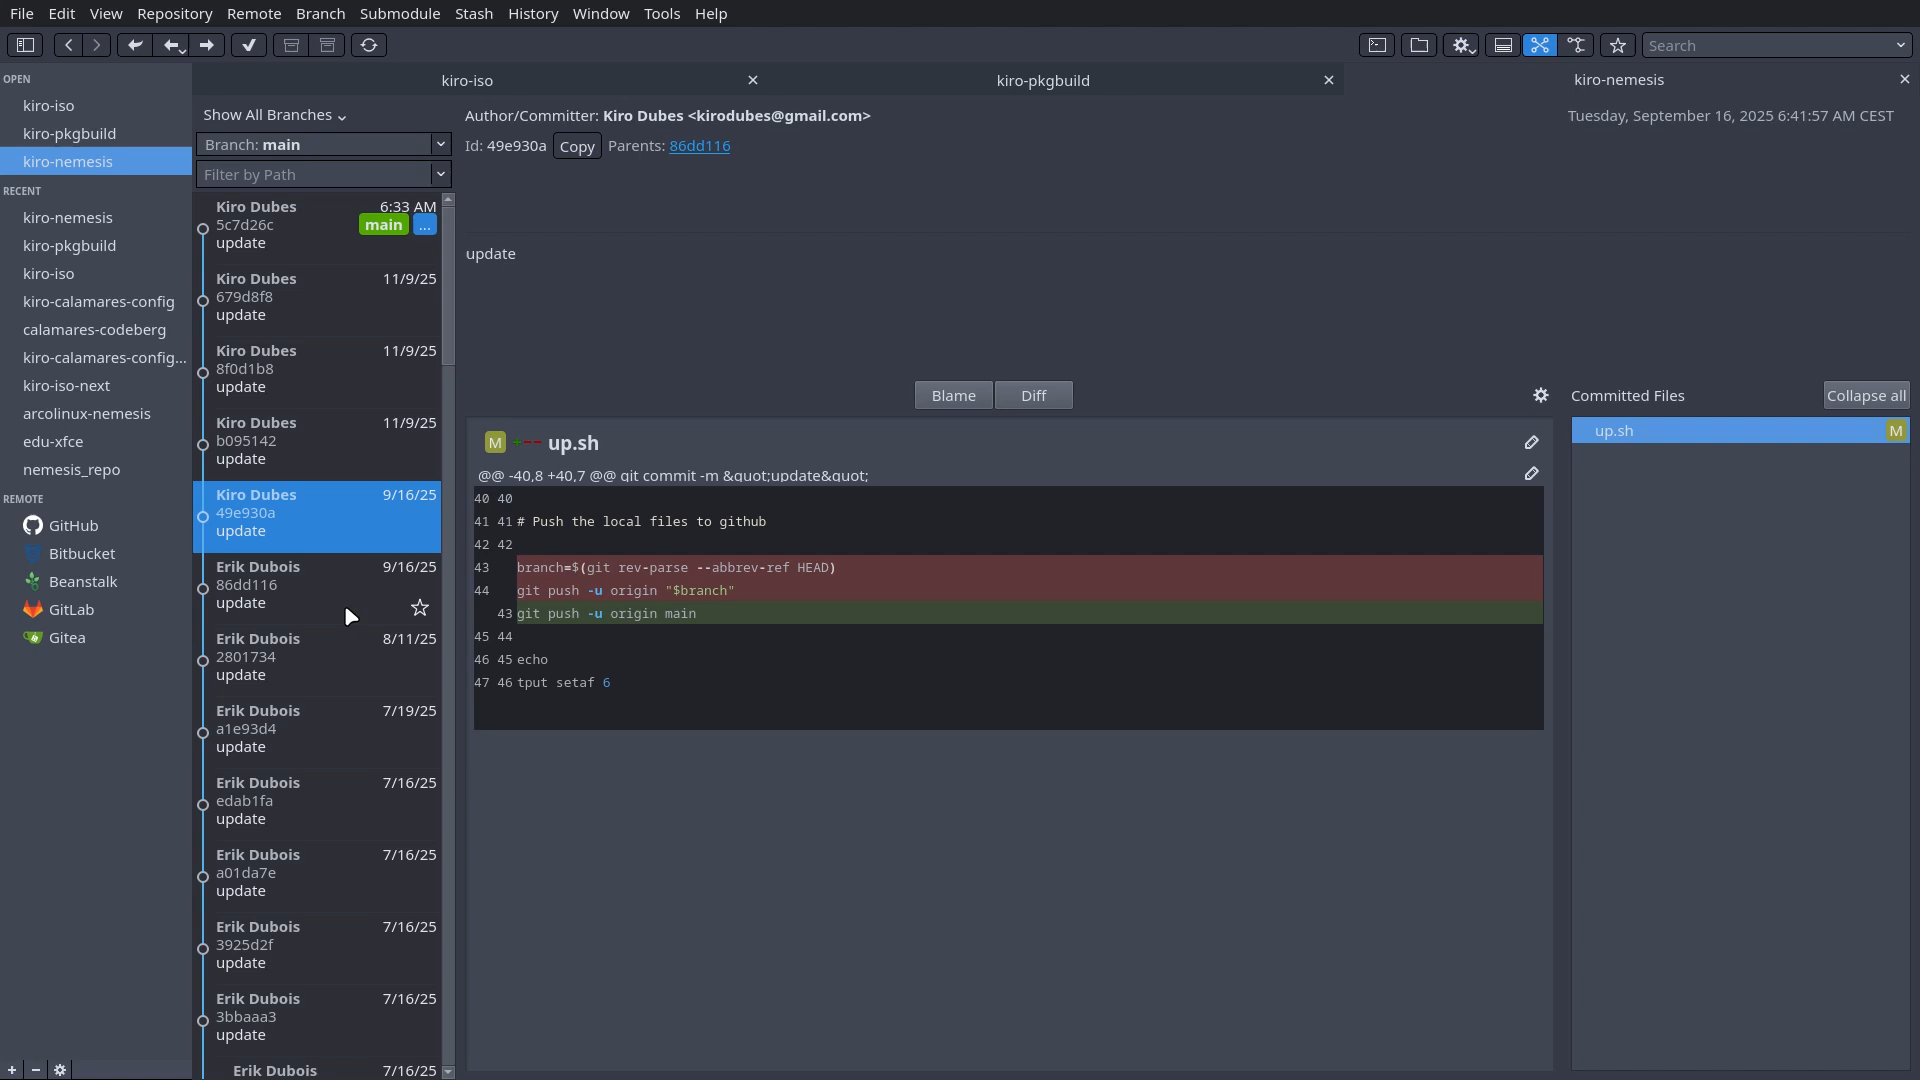 File Edit View Repository Remote Branch Submodule Stash History Window Tools Help
Search
OPEN
kiro-iso
kiro-pkgbuild
kiro-nemesis
RECENT
kiro-nemesis
kiro-pkgbuild
kiro-iso
kiro-calamares-config
calamares-codeberg
kiro-calamares-config...
kiro-iso-next
arcolinux-nemesis
edu-xfce
nemesis_repo
REMOTE
GitHub
Bitbucket
Beanstalk
GitLab
Gitea
kiro-iso
kiro-pkgbuild
kiro-nemesis
Show All Branches
Branch: main
Filter by Path
Kiro Dubes 6:33 AM
5c7d26c main ...
update
Kiro Dubes 11/9/25
679d8f8
update
Kiro Dubes 11/9/25
8f0d1b8
update
Kiro Dubes 11/9/25
b095142
update
Kiro Dubes 9/16/25
49e930a
update
Erik Dubois 9/16/25
86dd116
update
Erik Dubois 8/11/25
2801734
update
Erik Dubois 7/19/25
a1e93d4
update
Erik Dubois 7/16/25
edab1fa
update
Erik Dubois 7/16/25
a01da7e
update
Erik Dubois 7/16/25
3925d2f
update
Erik Dubois 7/16/25
3bbaaa3
update
Erik Dubois 7/16/25
Author/Committer: Kiro Dubes <kirodubes@gmail.com>
Tuesday, September 16, 2025 6:41:57 AM CEST
Id: 49e930a Copy Parents: 86dd116
update
Blame Diff
M +-- up.sh
@@ -40,8 +40,7 @@ git commit -m &quot;update&quot;
40 40
41 41 # Push the local files to github
42 42
43 branch=$(git rev-parse --abbrev-ref HEAD)
44 git push -u origin "$branch"
43 git push -u origin main
45 44
46 45 echo
47 46 tput setaf 6
Committed Files Collapse all
up.sh M